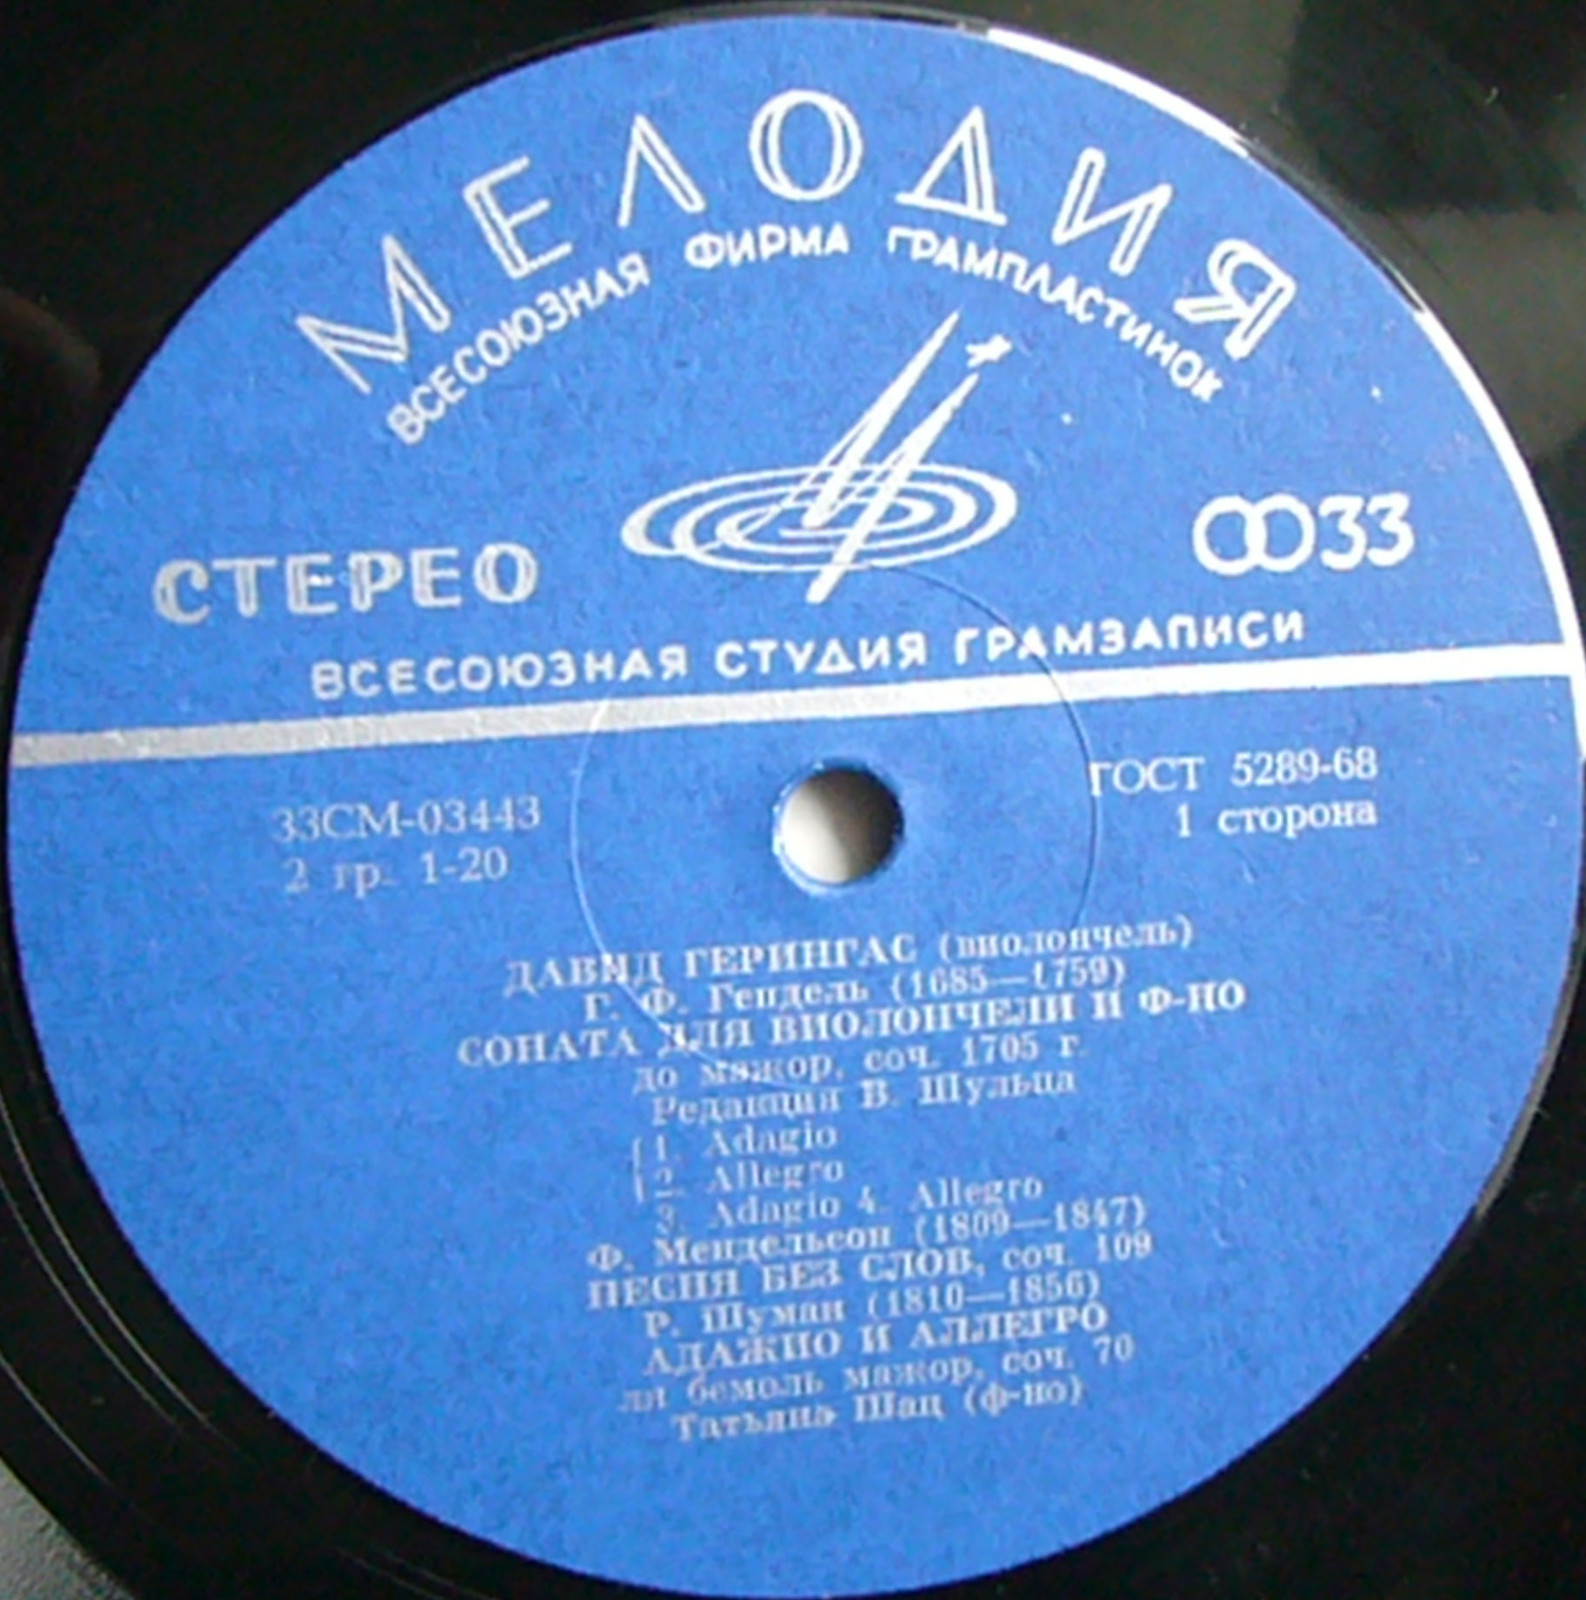 МЕЛОДИЯ
ВСЕСОЮЗНАЯ ФИРМА ГРАМПЛАСТИНОК
СТЕРЕО
33
ВСЕСОЮЗНАЯ СТУДИЯ ГРАМЗАПИСИ
33СМ-03443
2 гр. 1-20
ГОСТ 5289-68
1 сторона
ДАВИД ГЕРИНГАС (виолончель)
Г. Ф. Гендель (1685—1759)
СОНАТА ДЛЯ ВИОЛОНЧЕЛИ И Ф-НО
до мажор, соч. 1705 г.
Редакция В. Шульца
1. Adagio
2. Allegro
3. Adagio 4. Allegro
Ф. Мендельсон (1809—1847)
ПЕСНЯ БЕЗ СЛОВ, соч. 109
Р. Шуман (1810—1856)
АДАЖИО И АЛЛЕГРО
ля бемоль мажор, соч. 70
Татьяна Шац (ф-но)